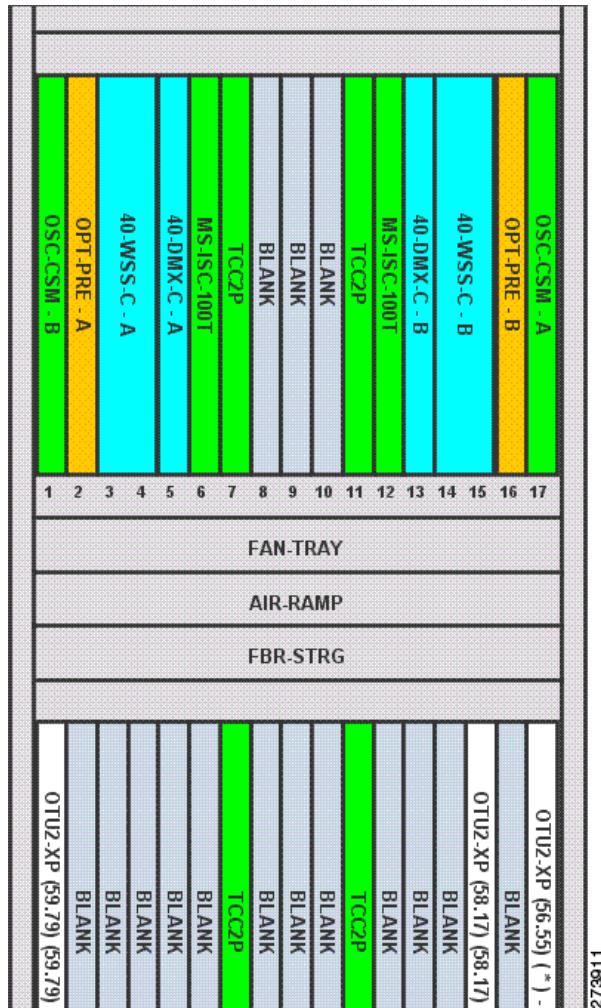 OSC-CSM - B
OPT-PRE - A
40-WSS-C - A
40-DMX-C - A
MS-ISC-100T
TCC2P
BLANK
BLANK
BLANK
TCC2P
MS-ISC-100T
40-DMX-C - B
40-WSS-C - B
OPT-PRE - B
OSC-CSM - A
1 2 3 4 5 6 7 8 9 10 11 12 13 14 15 16 17
FAN-TRAY
AIR-RAMP
FBR-STRG
OTU2-XP (59.79) (59.79)
BLANK
BLANK
BLANK
BLANK
BLANK
TCC2P
BLANK
BLANK
BLANK
TCC2P
BLANK
BLANK
BLANK
OTU2-XP (58.17) (58.17)
BLANK
OTU2-XP (56.55) ( * ) -
273911